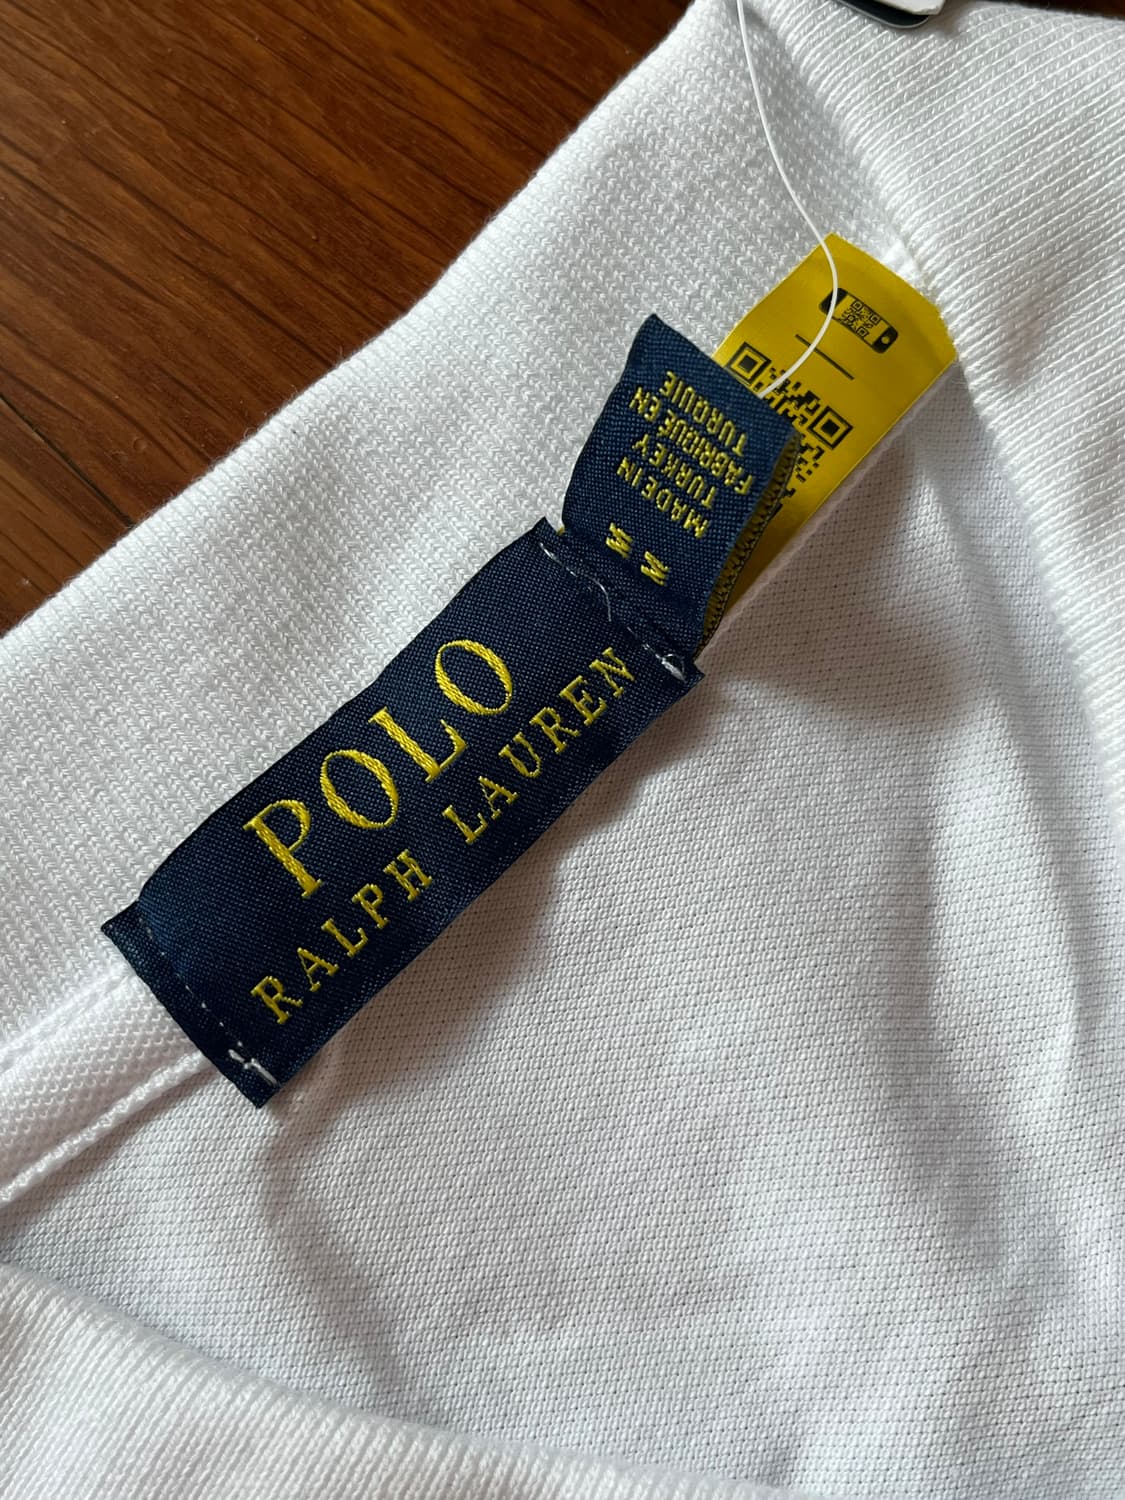 POLO
RALPH LAUREN
M M
MADE IN
TURKEY
FABRIQUE EN
TURQUIE